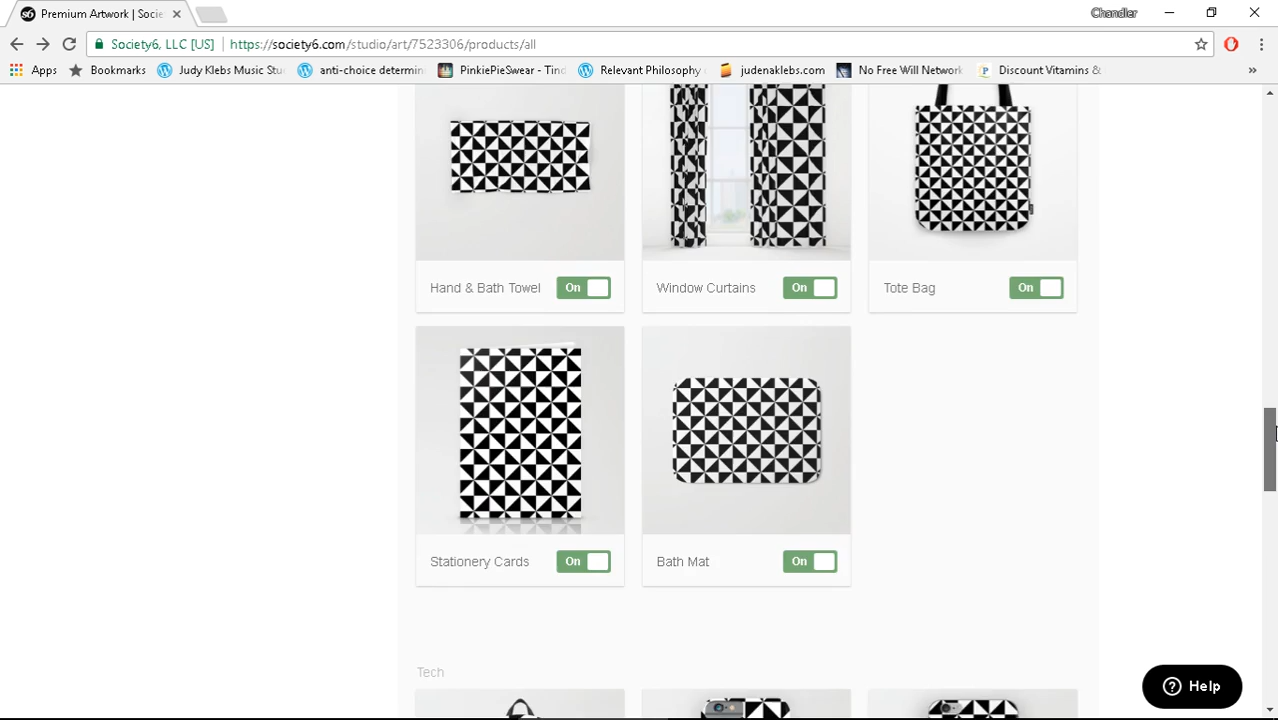 Premium Artwork | Socie
Chandler
Society6, LLC [US] https://society6.com/studio/art/7523306/products/all
Apps Bookmarks Judy Klebs Music Stu anti-choice determin PinkiePieSwear - Tind Relevant Philosophy judenaklebs.com No Free Will Network Discount Vitamins &
Hand & Bath Towel On Window Curtains On Tote Bag On
Stationery Cards On Bath Mat On
Tech
Help